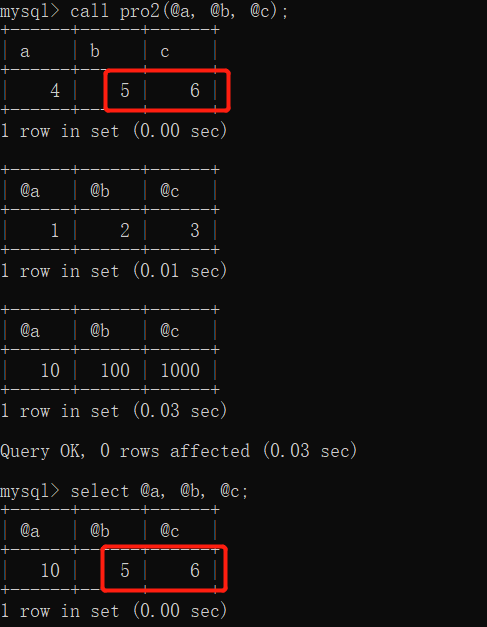 mysql> call pro2(@a, @b, @c);
+------+------+------+
| a    | b    | c    |
+------+------+------+
|    4 |    5 |    6 |
+------+------+------+
1 row in set (0.00 sec)
+------+------+------+
| @a   | @b   | @c   |
+------+------+------+
|    1 |    2 |    3 |
+------+------+------+
1 row in set (0.01 sec)
+------+------+------+
| @a   | @b   | @c   |
+------+------+------+
|   10 |  100 | 1000 |
+------+------+------+
1 row in set (0.03 sec)
Query OK, 0 rows affected (0.03 sec)
mysql> select @a, @b, @c;
+------+------+------+
| @a   | @b   | @c   |
+------+------+------+
|   10 |    5 |    6 |
+------+------+------+
1 row in set (0.00 sec)